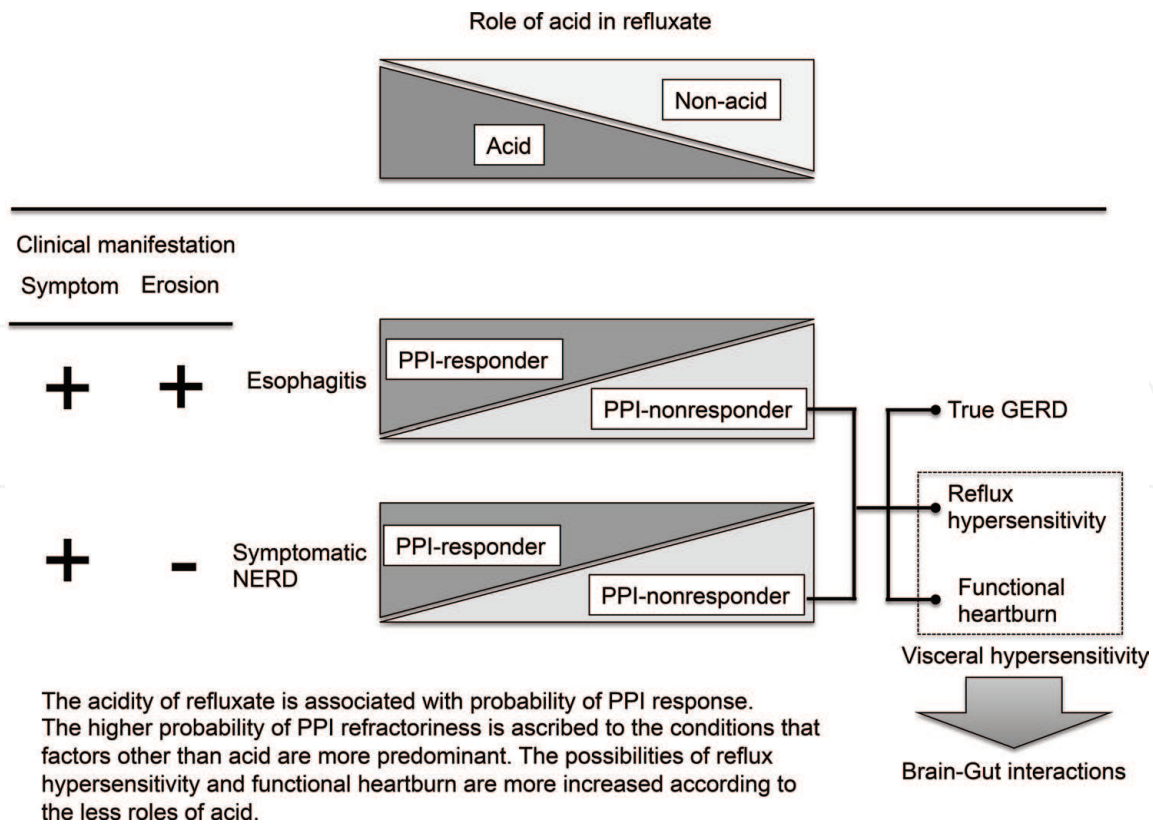 Role of acid in refluxate
Non-acid
Acid
Clinical manifestation
Symptom Erosion
+ + Esophagitis
PPI-responder
PPI-nonresponder
True GERD
Reflux
hypersensitivity
+ - Symptomatic
NERD
PPI-responder
PPI-nonresponder
Functional
heartburn
Visceral hypersensitivity
Brain-Gut interactions
The acidity of refluxate is associated with probability of PPI response.
The higher probability of PPI refractoriness is ascribed to the conditions that
factors other than acid are more predominant. The possibilities of reflux
hypersensitivity and functional heartburn are more increased according to
the less roles of acid.